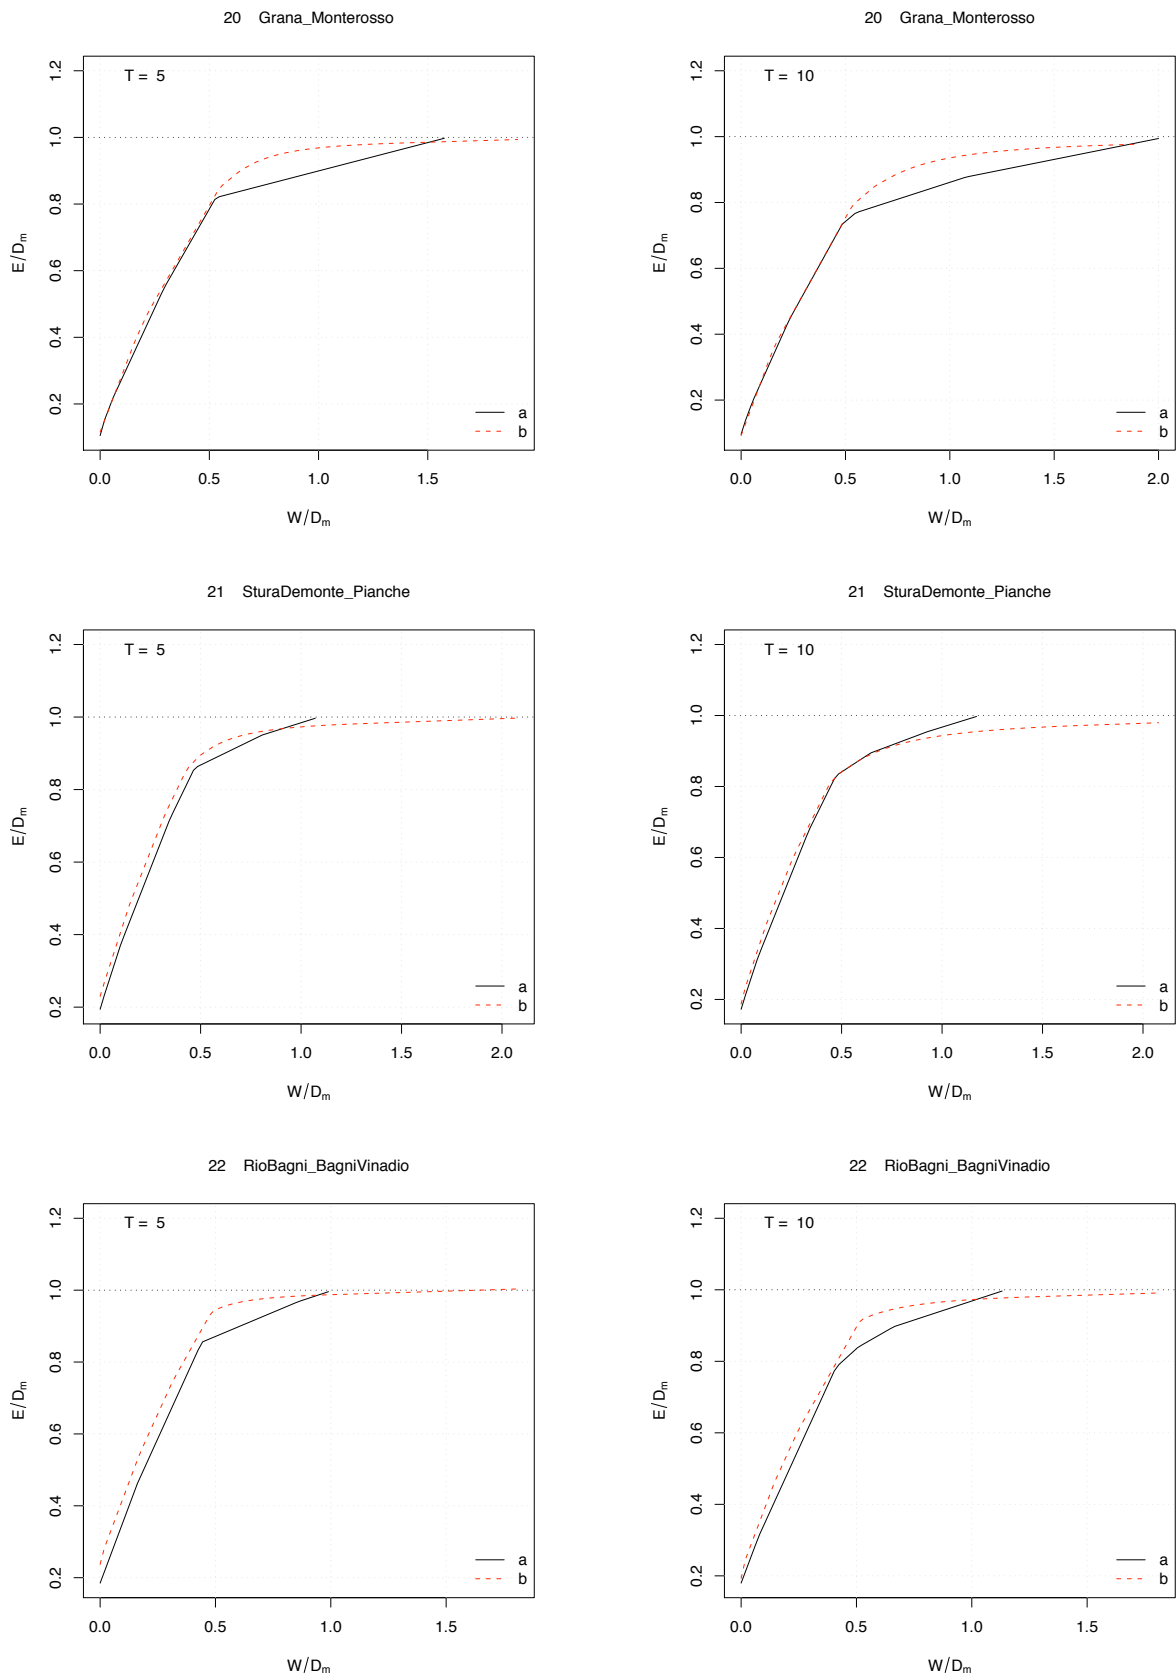 20 Grana_Monterosso
T = 5
1.2
1.0
0.8
0.6
0.4
0.2
E/Dm
a
b
0.0 0.5 1.0 1.5
W/Dm
20 Grana_Monterosso
T = 10
1.2
1.0
0.8
0.6
0.4
0.2
E/Dm
a
b
0.0 0.5 1.0 1.5 2.0
W/Dm
21 SturaDemonte_Pianche
T = 5
1.2
1.0
0.8
0.6
0.4
0.2
E/Dm
a
b
0.0 0.5 1.0 1.5 2.0
W/Dm
21 SturaDemonte_Pianche
T = 10
1.2
1.0
0.8
0.6
0.4
0.2
E/Dm
a
b
0.0 0.5 1.0 1.5 2.0
W/Dm
22 RioBagni_BagniVinadio
T = 5
1.2
1.0
0.8
0.6
0.4
0.2
E/Dm
a
b
0.0 0.5 1.0 1.5
W/Dm
22 RioBagni_BagniVinadio
T = 10
1.2
1.0
0.8
0.6
0.4
0.2
E/Dm
a
b
0.0 0.5 1.0 1.5
W/Dm